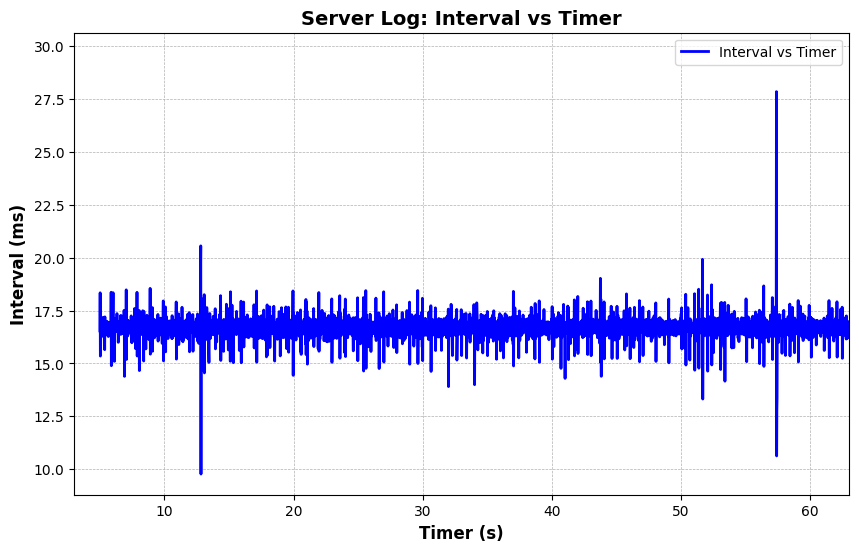 Server Log: Interval vs Timer
Interval vs Timer
30.0
27.5
25.0
22.5
20.0
17.5
15.0
12.5
10.0
Interval (ms)
10 20 30 40 50 60
Timer (s)